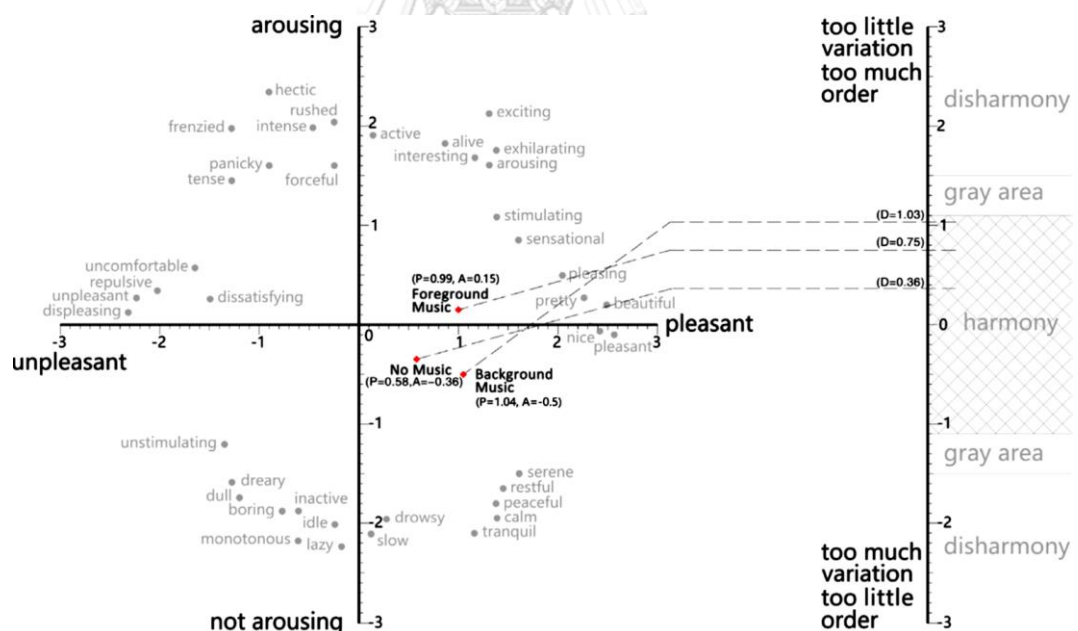 arousing
3
hectic
rushed
frenzied
intense
2
active
exciting
alive
interesting
exhilarating
arousing
panicky
tense
forceful
stimulating
1
sensational
uncomfortable
repulsive
unpleasant
displeasing
dissatisfying
pleasing
pretty
beautiful
(P=0.99, A=0.15)
Foreground
Music
-3
-2
-1
0
1
2
3
nice
pleasant
unpleasant
pleasant
No Music
(P=0.58,A=-0.36)
Background
Music
(P=1.04, A=-0.5)
-1
unstimulating
dreary
dull
boring
inactive
idle
monotonous
lazy
-2
drowsy
slow
serene
restful
peaceful
calm
tranquil
not arousing
-3
too little
variation
too much
order
3
disharmony
2
gray area
(D=1.03)
1
(D=0.75)
(D=0.36)
0
harmony
-1
gray area
-2
disharmony
too much
variation
too little
order
-3